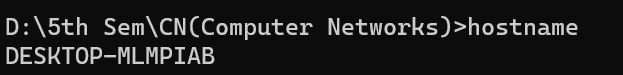 D:\5th Sem\CN(Computer Networks)>hostname
DESKTOP-MLMPIAB